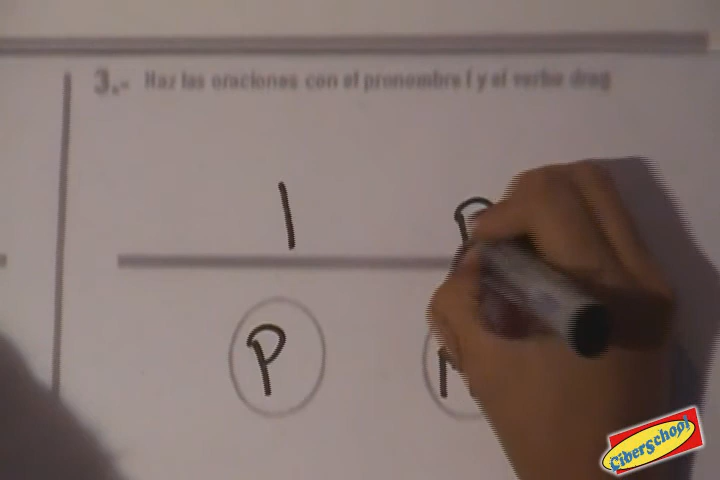 3.- Haz las oraciones con el pronombre I y el verbo drag
I
P
CiberSchool